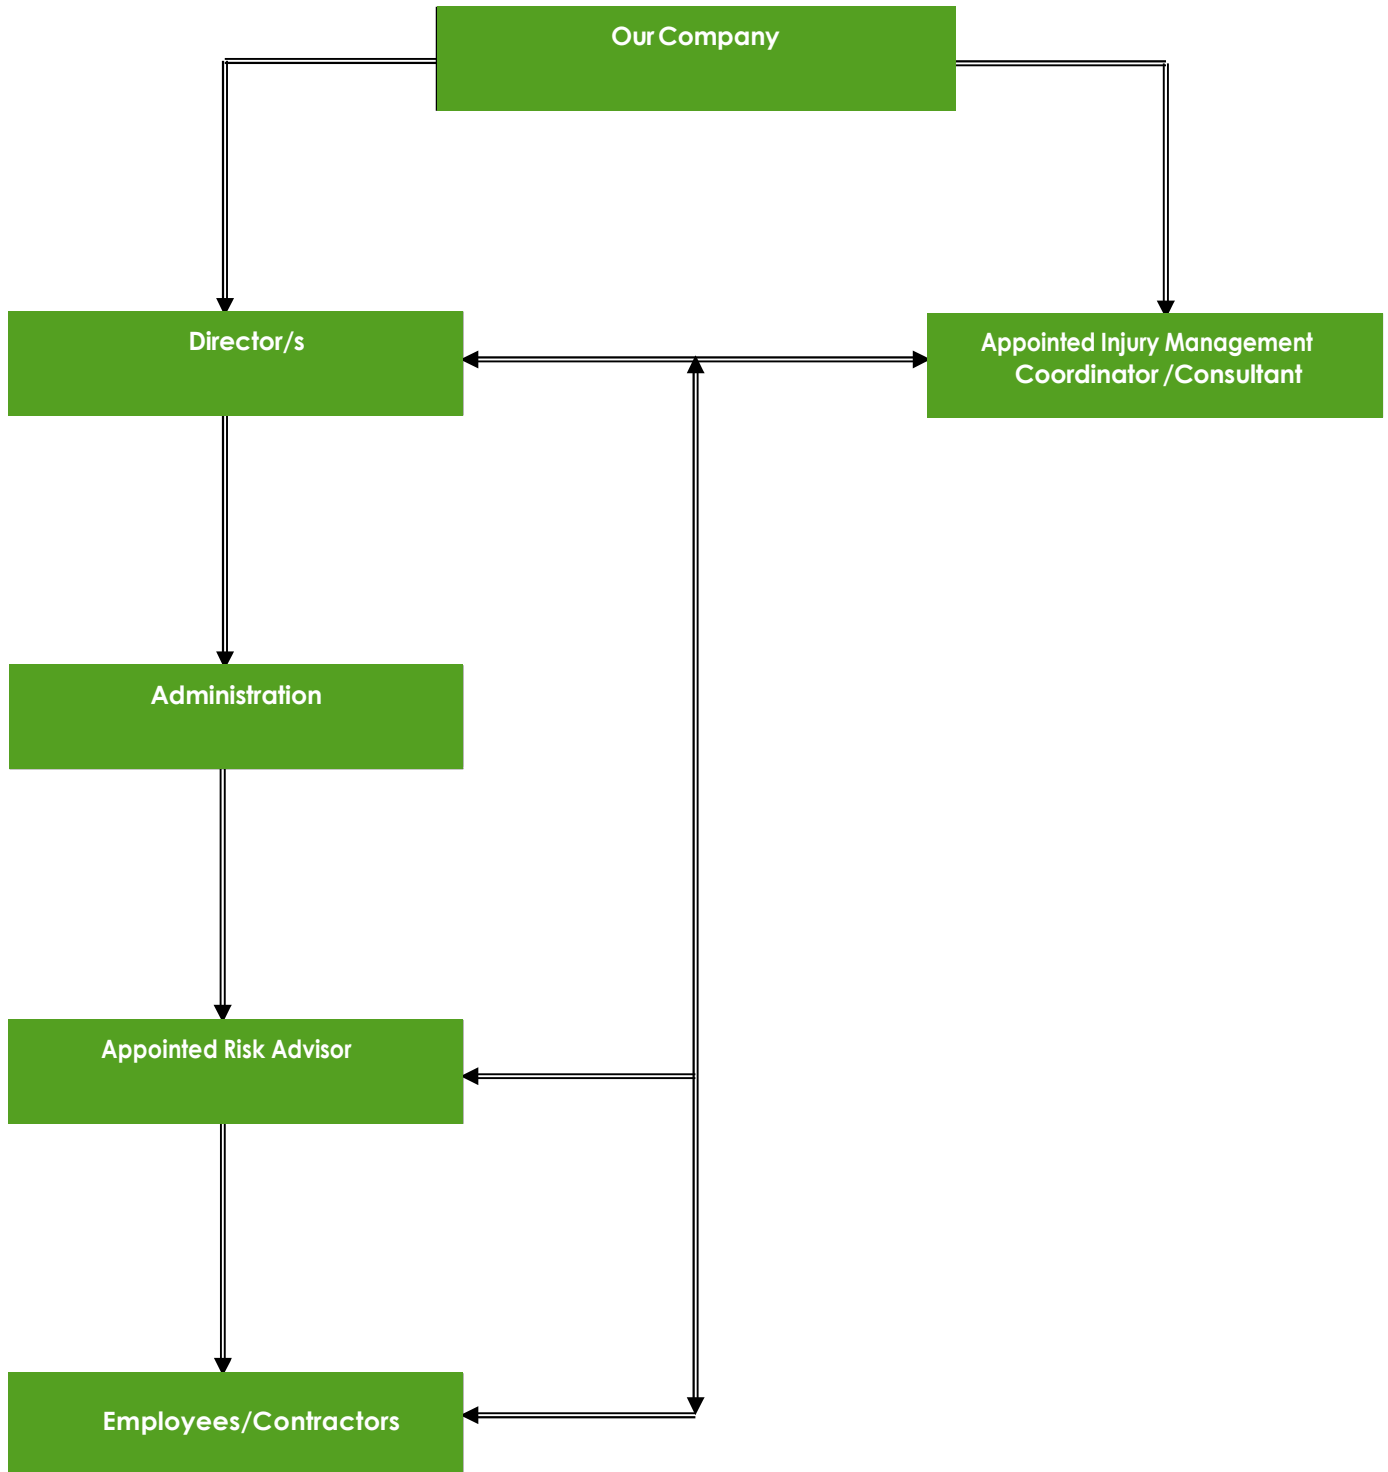 Our Company
Director/s
Appointed Injury Management
Coordinator /Consultant
Administration
Appointed Risk Advisor
Employees/Contractors